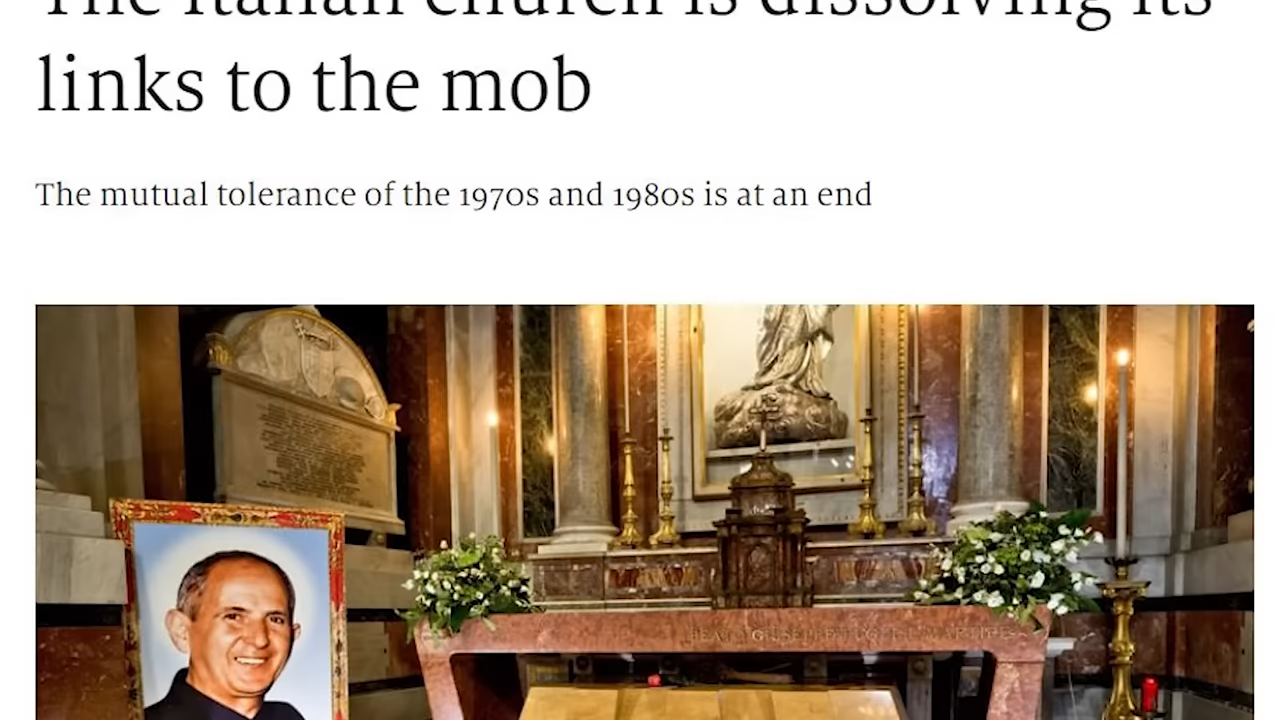 The Italian church is dissolving its
links to the mob
The mutual tolerance of the 1970s and 1980s is at an end